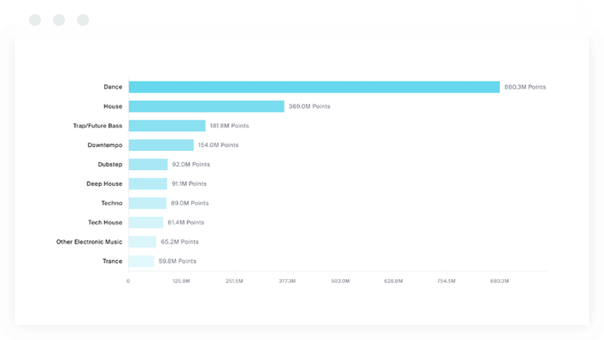 Dance 880.3M Points
House 369.0M Points
Trap/Future Bass 181.8M Points
Downtempo 154.0M Points
Dubstep 92.0M Points
Deep House 91.1M Points
Techno 89.0M Points
Tech House 81.4M Points
Other Electronic Music 65.2M Points
Trance 59.8M Points
0 125.9M 251.5M 377.3M 503.0M 628.8M 754.5M 880.3M